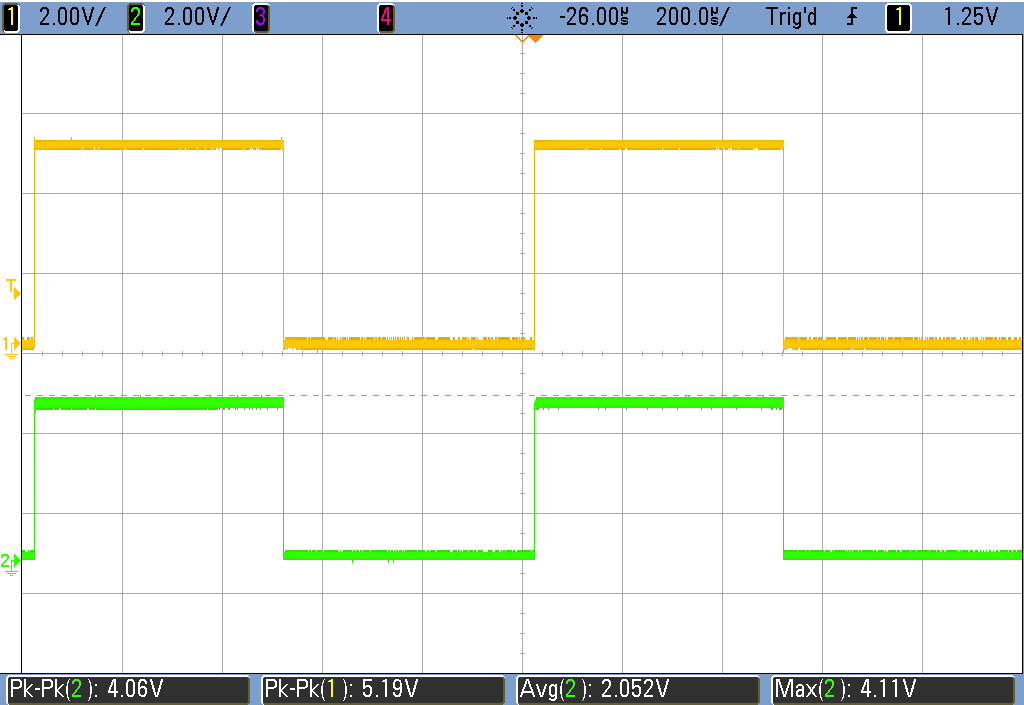 1 2.00V/ 2 2.00V/ 3 4 -26.00µs 200.0µs/ Trig'd 1 1.25V
T
1
2
Pk-Pk(2): 4.06V Pk-Pk(1): 5.19V Avg(2): 2.052V Max(2): 4.11V